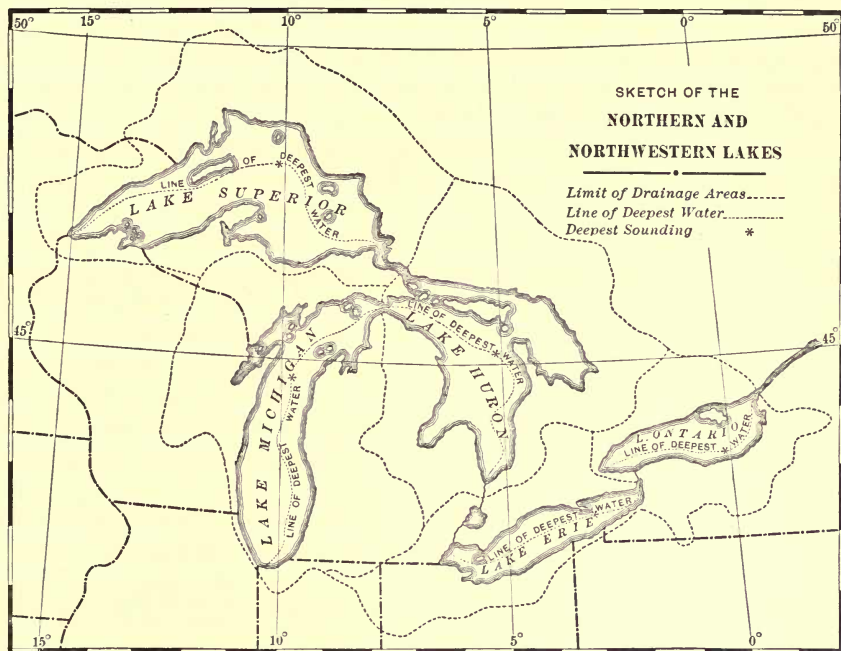 50° 15° 10° 5° 0° 50°
SKETCH OF THE
NORTHERN AND
NORTHWESTERN LAKES
Limit of Drainage Areas
Line of Deepest Water
Deepest Sounding *
LINE OF DEEPEST WATER
LAKE SUPERIOR
45° 45°
LINE OF DEEPEST WATER
LAKE HURON
LAKE MICHIGAN
LINE OF DEEPEST WATER
L. ONTARIO
LINE OF DEEPEST WATER
LINE OF DEEPEST WATER
LAKE ERIE
15° 10° 5° 0°